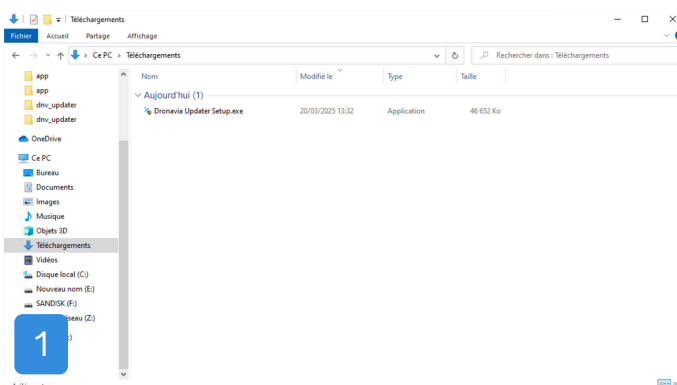 Téléchargements
Fichier Accueil Partage Affichage
Ce PC > Téléchargements
Rechercher dans : Téléchargements
Nom Modifié le Type Taille
Aujourd'hui (1)
Dronavia Updater Setup.exe 20/03/2025 13:32 Application 46 652 Ko
app
app
dnv_updater
dnv_updater
OneDrive
Ce PC
Bureau
Documents
Images
Musique
Objets 3D
Téléchargements
Vidéos
Disque local (C:)
Nouveau nom (E:)
SANDISK (F:)
(Z:)
1